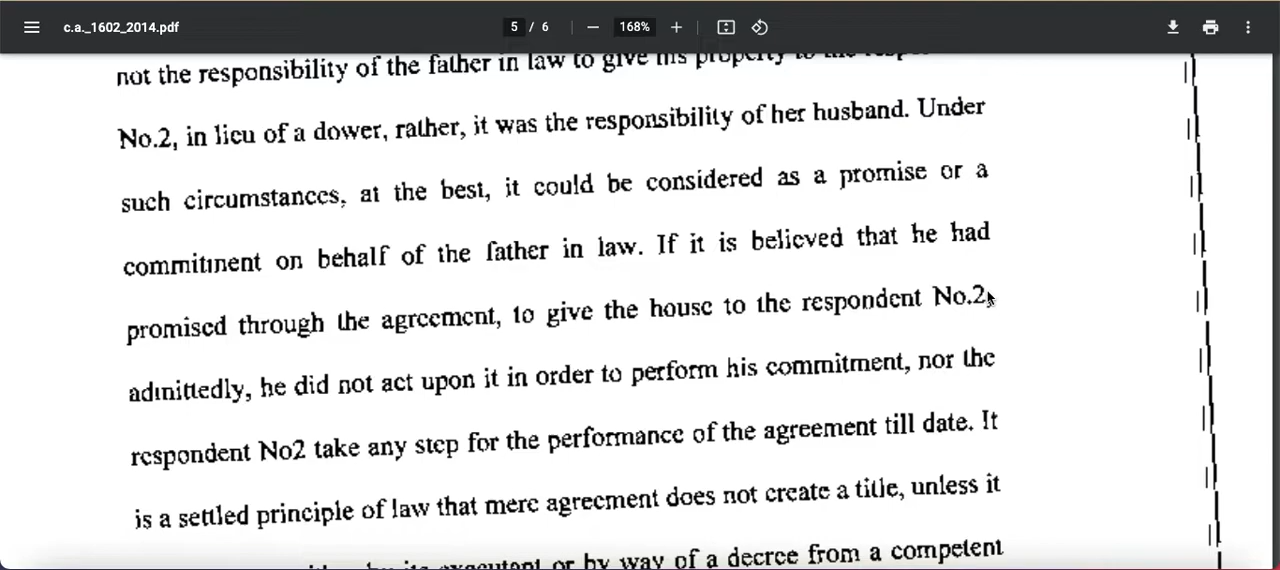 c.a._1602_2014.pdf
5 / 6
168%
not the responsibility of the father in law to give his property to the
No.2, in lieu of a dower, rather, it was the responsibility of her husband. Under
such circumstances, at the best, it could be considered as a promise or a
commitment on behalf of the father in law. If it is believed that he had
promised through the agreement, to give the house to the respondent No.2,
admittedly, he did not act upon it in order to perform his commitment, nor the
respondent No2 take any step for the performance of the agreement till date. It
is a settled principle of law that mere agreement does not create a title, unless it
by its executant or by way of a decree from a competent